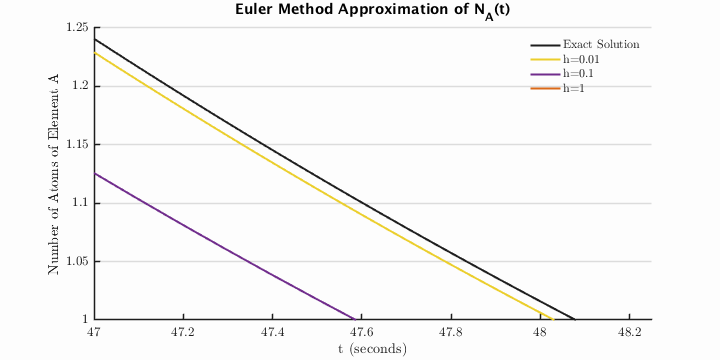 Euler Method Approximation of N_A(t)
Exact Solution
h=0.01
h=0.1
h=1
Number of Atoms of Element A
1.25
1.2
1.15
1.1
1.05
1
47 47.2 47.4 47.6 47.8 48 48.2
t (seconds)